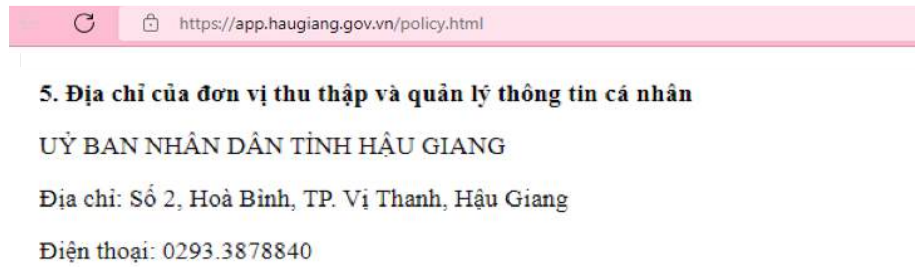 https://app.haugiang.gov.vn/policy.html
5. Địa chỉ của đơn vị thu thập và quản lý thông tin cá nhân
UỶ BAN NHÂN DÂN TỈNH HẬU GIANG
Địa chỉ: Số 2, Hoà Bình, TP. Vị Thanh, Hậu Giang
Điện thoại: 0293.3878840